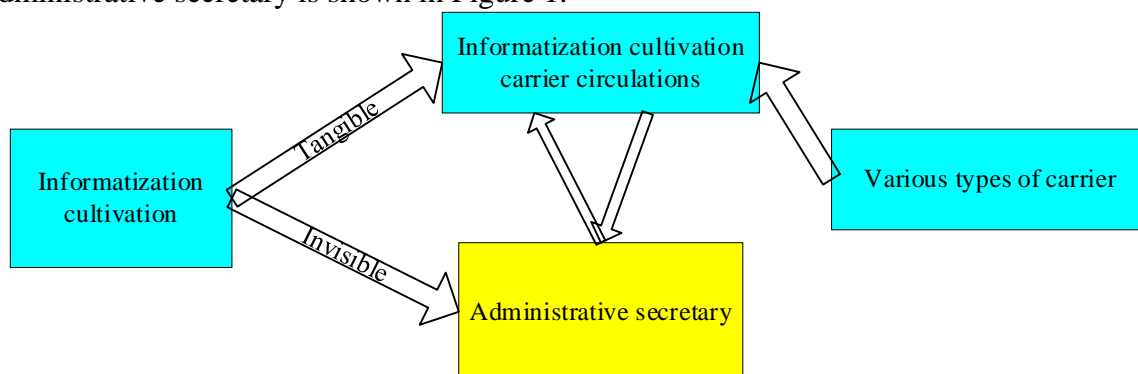 dministrative secretary is shown in Figure 1.
Informatization cultivation
carrier circulations
Tangible
Informatization
cultivation
Various types of carrier
Invisible
Administrative secretary